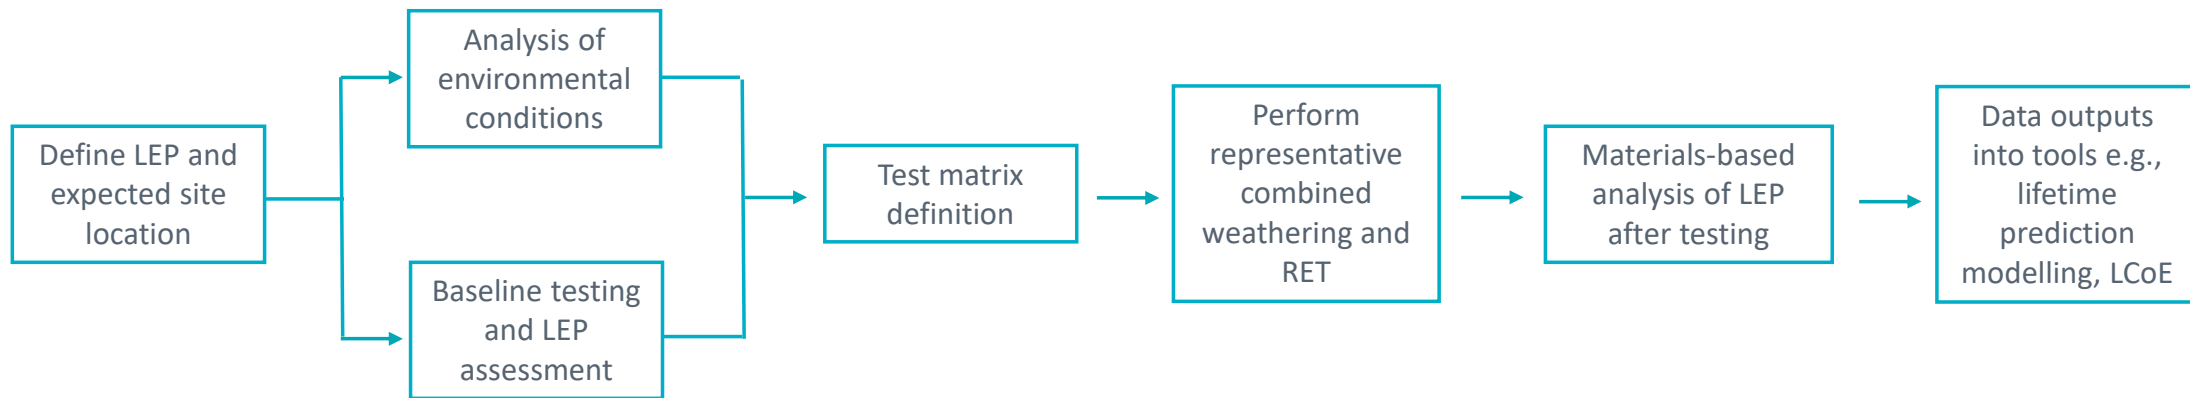 Define LEP and
expected site
location
Analysis of
environmental
conditions
Baseline testing
and LEP
assessment
Test matrix
definition
Perform
representative
combined
weathering and
RET
Materials-based
analysis of LEP
after testing
Data outputs
into tools e.g.,
lifetime
prediction
modelling, LCoE